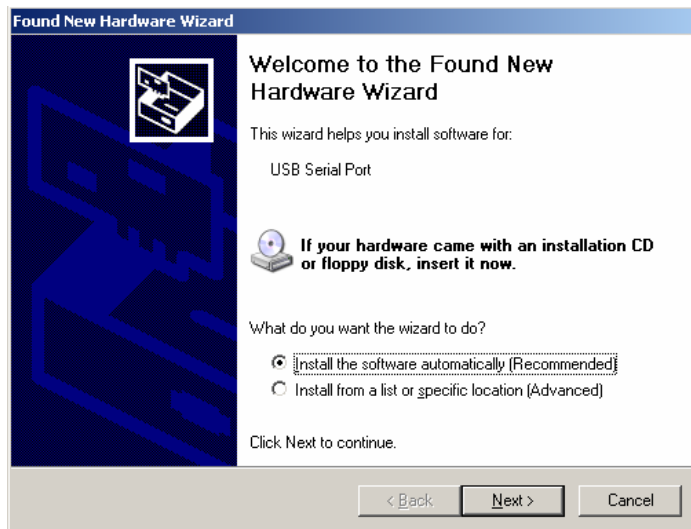 Found New Hardware Wizard
Welcome to the Found New
Hardware Wizard
This wizard helps you install software for:
USB Serial Port
If your hardware came with an installation CD
or floppy disk, insert it now.
What do you want the wizard to do?
Install the software automatically (Recommended)
Install from a list or specific location (Advanced)
Click Next to continue.
< Back
Next >
Cancel